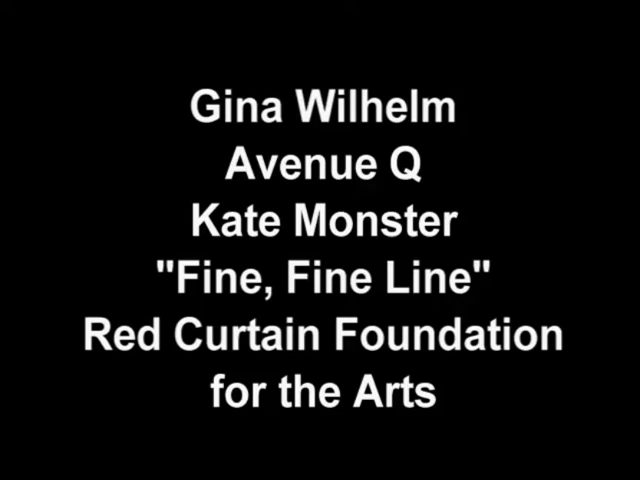 Gina Wilhelm
Avenue Q
Kate Monster
"Fine, Fine Line"
Red Curtain Foundation
for the Arts